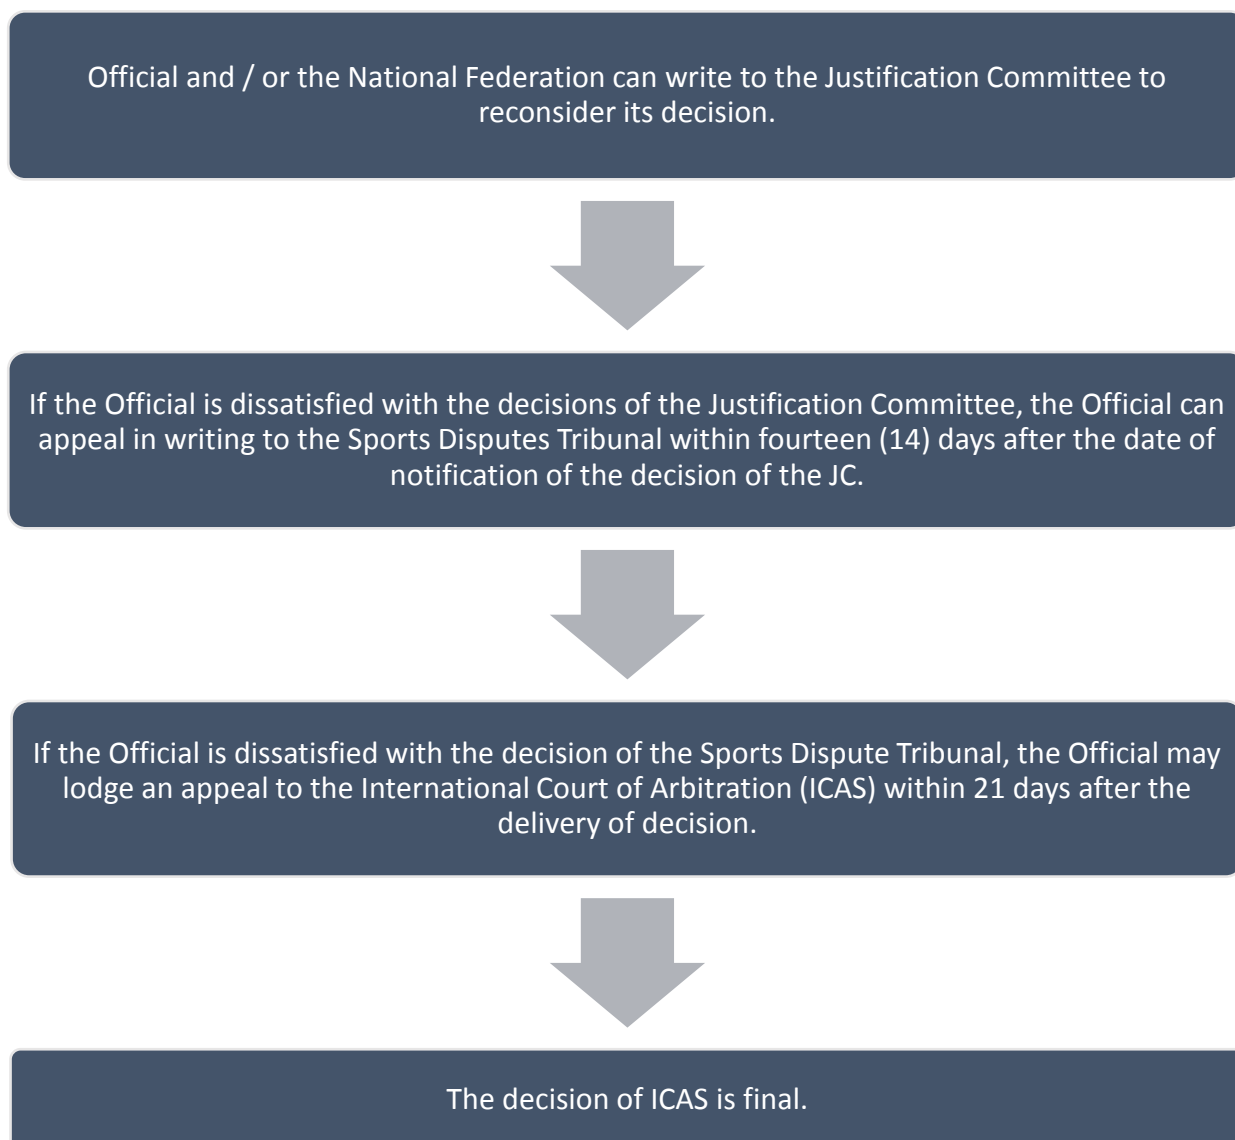 Official and / or the National Federation can write to the Justification Committee to
reconsider its decision.
If the Official is dissatisfied with the decisions of the Justification Committee, the Official can
appeal in writing to the Sports Disputes Tribunal within fourteen (14) days after the date of
notification of the decision of the JC.
If the Official is dissatisfied with the decision of the Sports Dispute Tribunal, the Official may
lodge an appeal to the International Court of Arbitration (ICAS) within 21 days after the
delivery of decision.
The decision of ICAS is final.